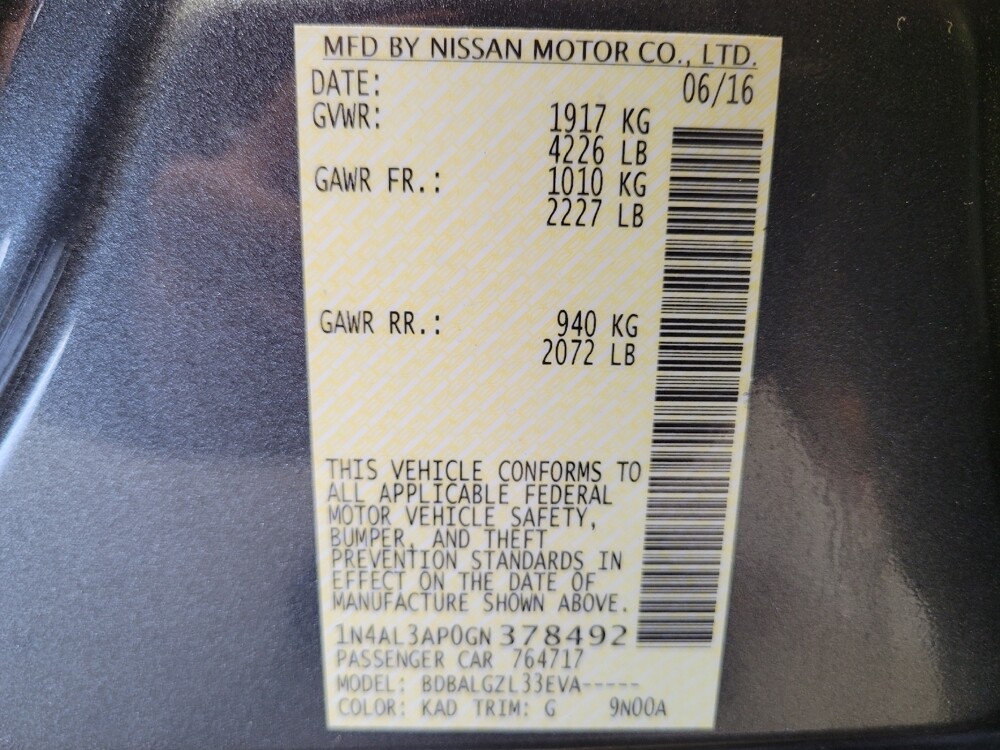 MFD BY NISSAN MOTOR CO., LTD.
DATE: 06/16
GVWR: 1917 KG
4226 LB
GAWR FR.: 1010 KG
2227 LB
GAWR RR.: 940 KG
2072 LB
THIS VEHICLE CONFORMS TO
ALL APPLICABLE FEDERAL
MOTOR VEHICLE SAFETY,
BUMPER, AND THEFT
PREVENTION STANDARDS IN
EFFECT ON THE DATE OF
MANUFACTURE SHOWN ABOVE.
1N4AL3AP0GN378492
PASSENGER CAR 764717
MODEL: BDBALGZL33EVA-----
COLOR: KAD TRIM: G 9N00A